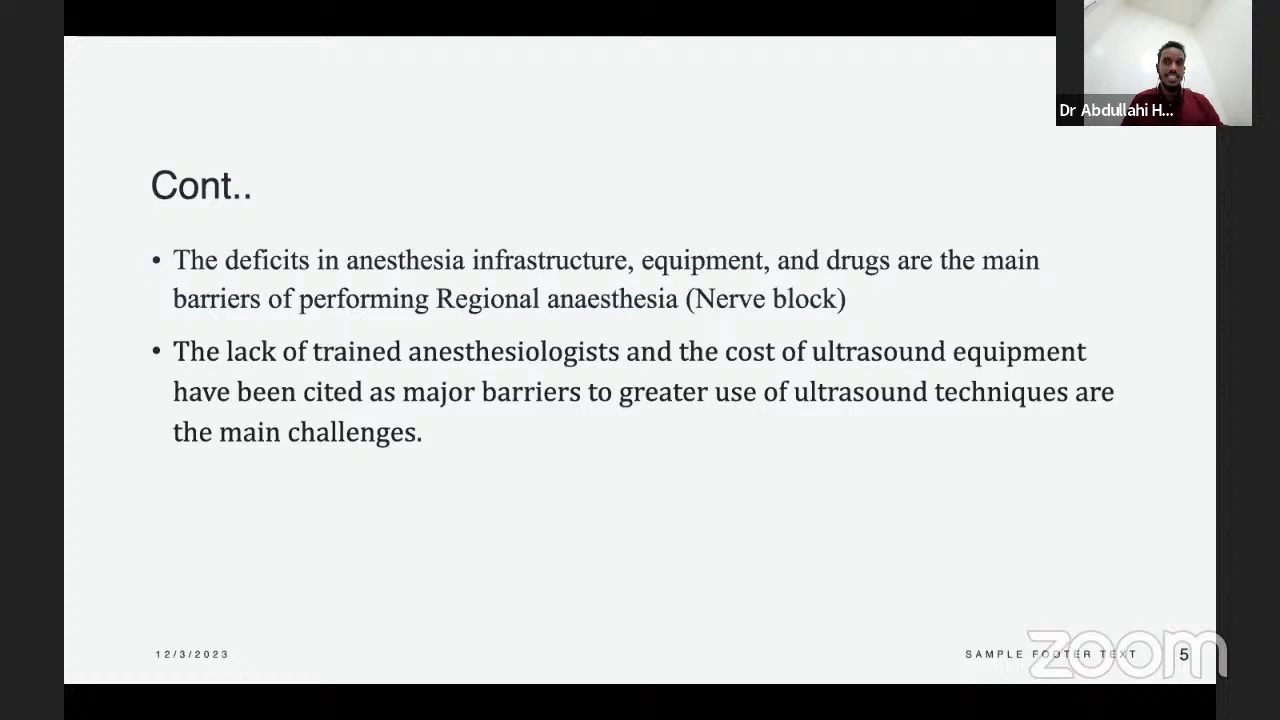 Dr Abdullahi H...
Cont..
• The deficits in anesthesia infrastructure, equipment, and drugs are the main
barriers of performing Regional anaesthesia (Nerve block)
• The lack of trained anesthesiologists and the cost of ultrasound equipment
have been cited as major barriers to greater use of ultrasound techniques are
the main challenges.
12/3/2023
SAMPLE FOOTER TEXT
5
zoom